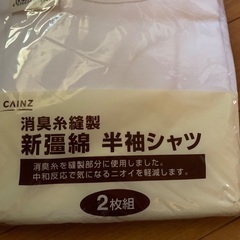 CAINZ
消臭糸縫製
新彊綿 半袖シャツ
消臭糸を縫製部分に使用しました。
中和反応で気になるニオイを軽減します。
2枚組